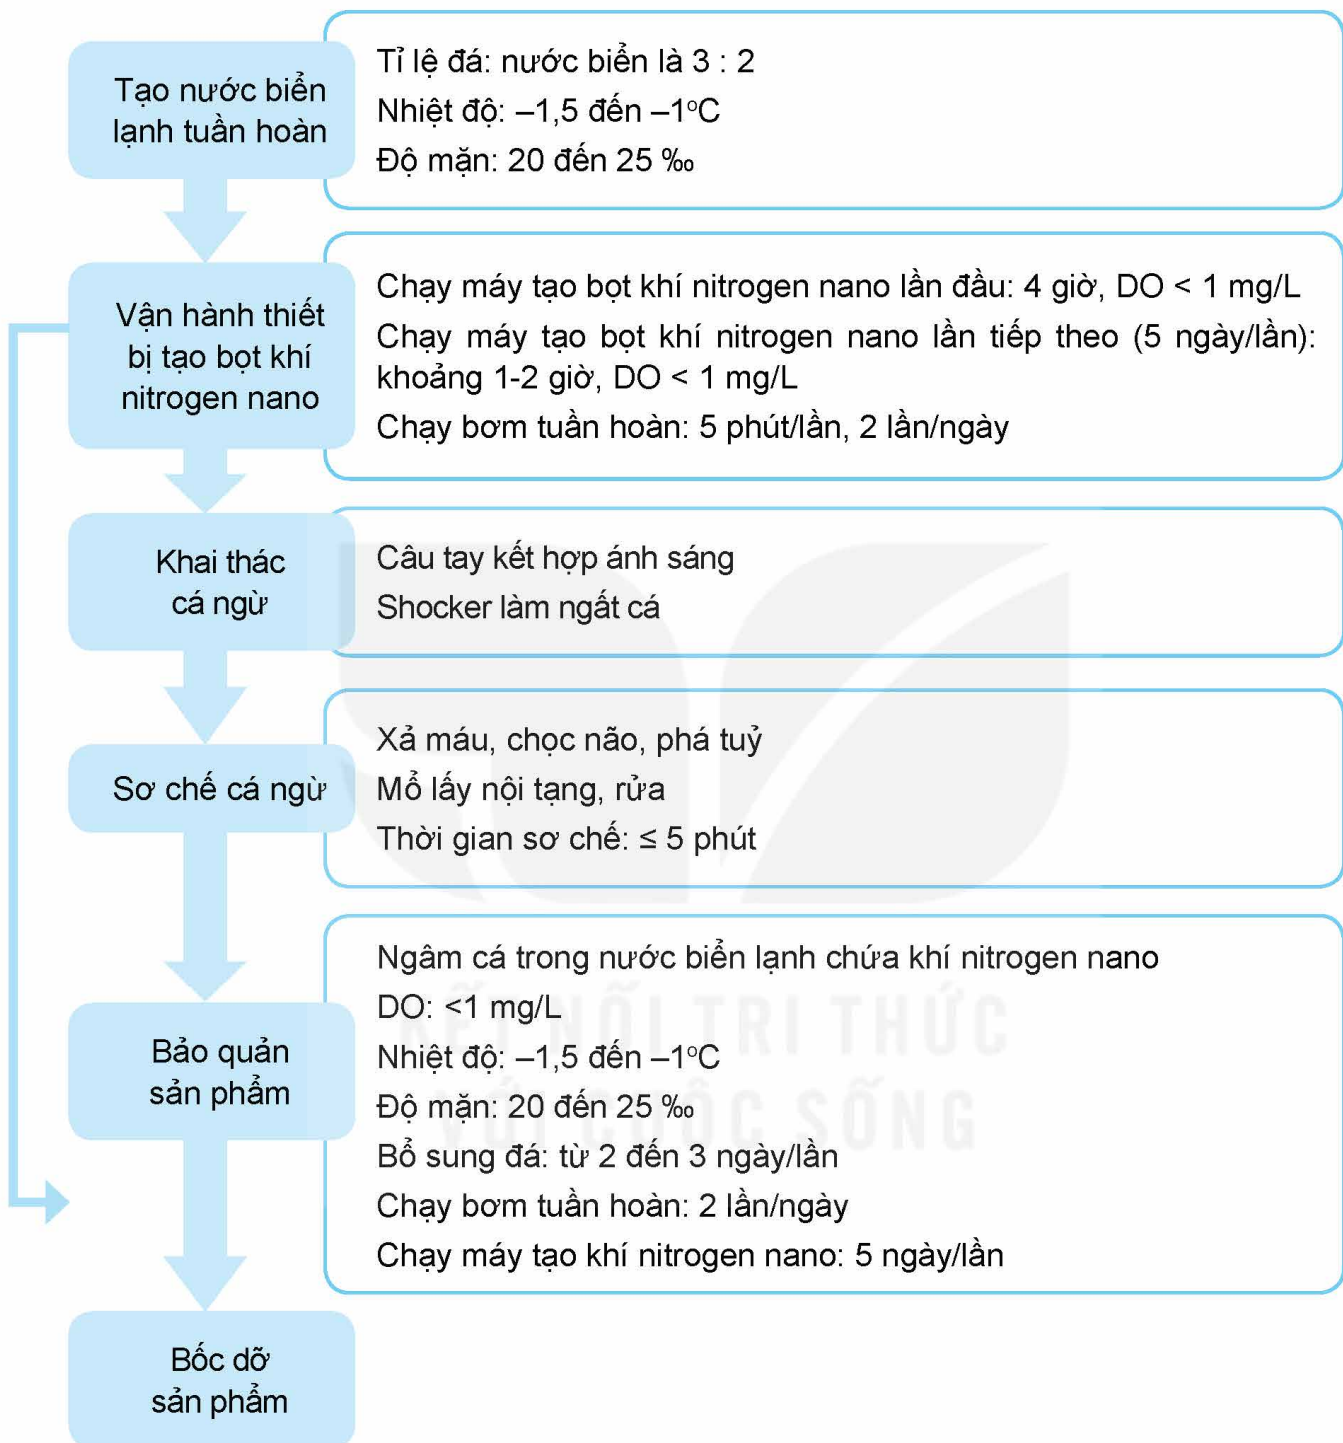 Tạo nước biển
lạnh tuần hoàn
Tỉ lệ đá: nước biển là 3 : 2
Nhiệt độ: –1,5 đến –1°C
Độ mặn: 20 đến 25 ‰
Vận hành thiết
bị tạo bọt khí
nitrogen nano
Chạy máy tạo bọt khí nitrogen nano lần đầu: 4 giờ, DO < 1 mg/L
Chạy máy tạo bọt khí nitrogen nano lần tiếp theo (5 ngày/lần):
khoảng 1-2 giờ, DO < 1 mg/L
Chạy bơm tuần hoàn: 5 phút/lần, 2 lần/ngày
Khai thác
cá ngừ
Câu tay kết hợp ánh sáng
Shocker làm ngất cá
Sơ chế cá ngừ
Xả máu, chọc não, phá tuỷ
Mổ lấy nội tạng, rửa
Thời gian sơ chế: ≤ 5 phút
Bảo quản
sản phẩm
Ngâm cá trong nước biển lạnh chứa khí nitrogen nano
DO: <1 mg/L
Nhiệt độ: –1,5 đến –1°C
Độ mặn: 20 đến 25 ‰
Bổ sung đá: từ 2 đến 3 ngày/lần
Chạy bơm tuần hoàn: 2 lần/ngày
Chạy máy tạo khí nitrogen nano: 5 ngày/lần
Bốc dỡ
sản phẩm
KẾT NỐI TRI THỨC
VỚI CUỘC SỐNG